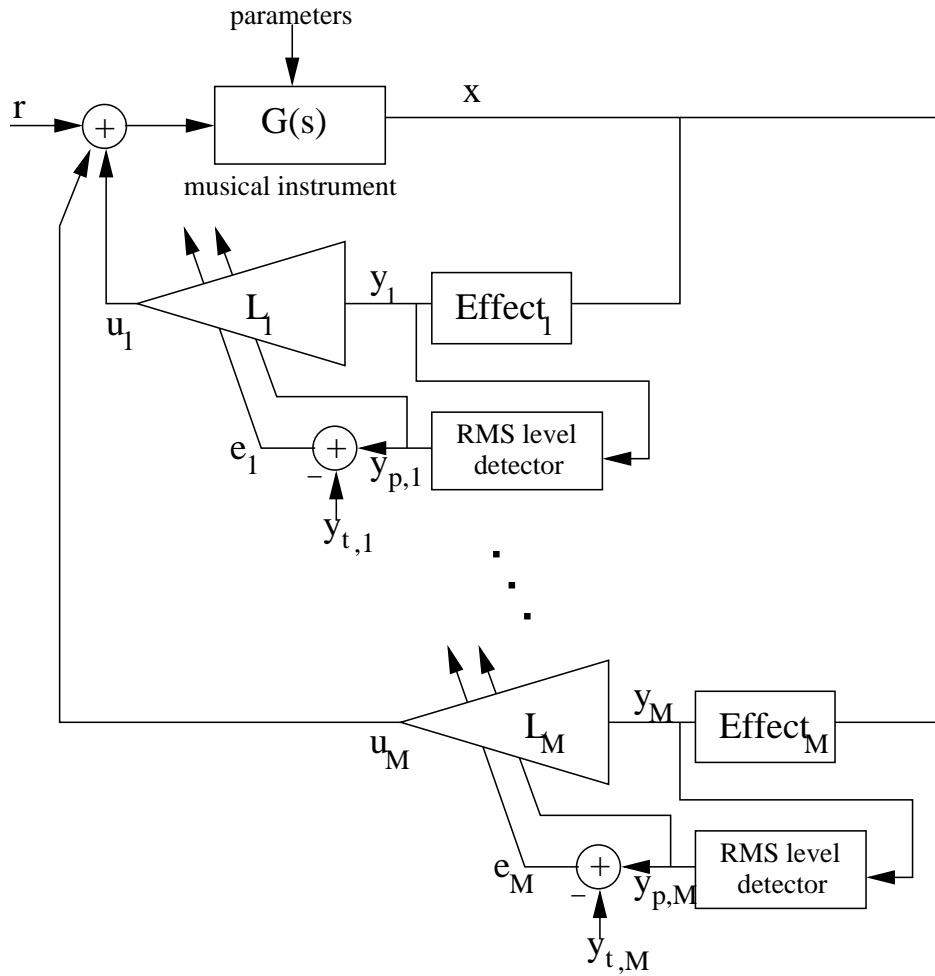 parameters
r
+
G(s)
x
musical instrument
L1
y1
Effect1
u1
RMS level
detector
e1
+
−
yp,1
yt,1
LM
yM
EffectM
uM
RMS level
detector
eM
+
−
yp,M
yt,M